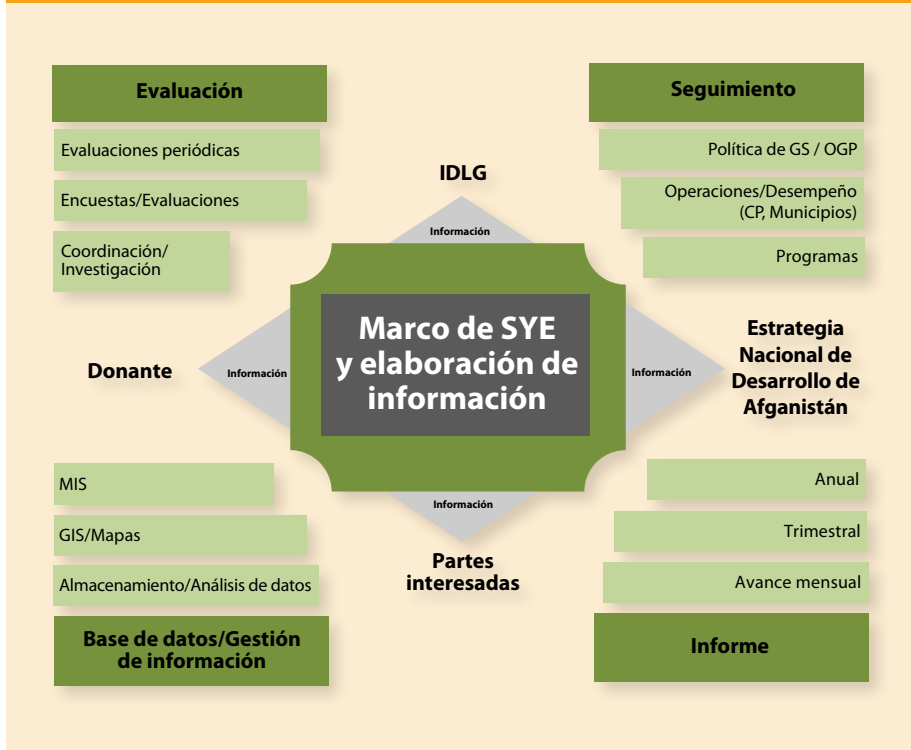 Evaluación
Evaluaciones periódicas
Encuestas/Evaluaciones
Coordinación/
Investigación
Seguimiento
Política de GS / OGP
Operaciones/Desempeño
(CP, Municipios)
Programas
IDLG
Información
Donante
Información
Marco de SYE
y elaboración de
información
Información
Estrategia
Nacional de
Desarrollo de
Afganistán
Información
Partes
interesadas
MIS
GIS/Mapas
Almacenamiento/Análisis de datos
Base de datos/Gestión
de información
Anual
Trimestral
Avance mensual
Informe